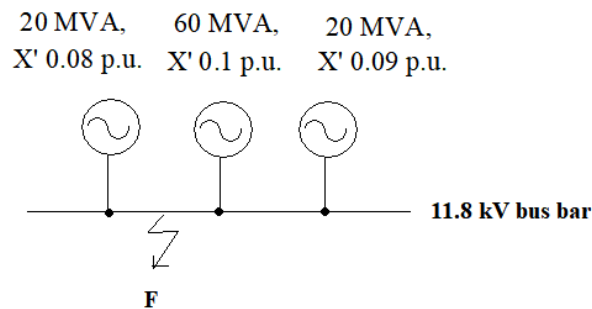 20 MVA,
X' 0.08 p.u.
60 MVA,
X' 0.1 p.u.
20 MVA,
X' 0.09 p.u.
11.8 kV bus bar
F